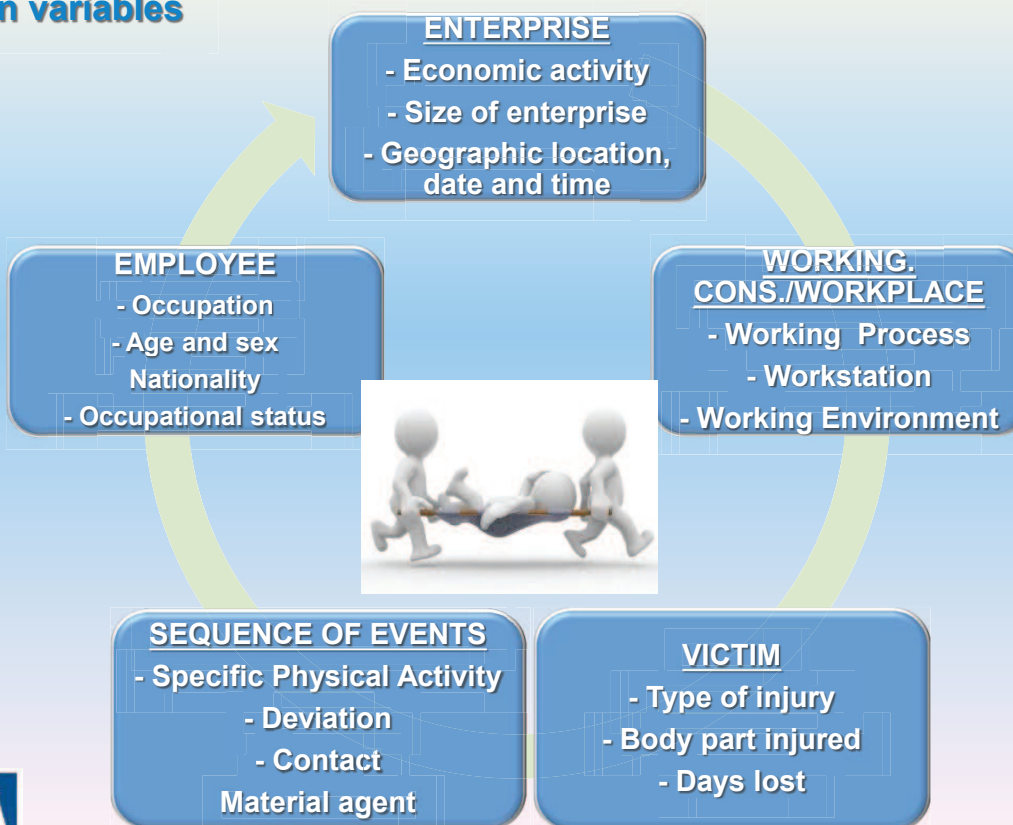 n variables
ENTERPRISE
- Economic activity
- Size of enterprise
- Geographic location,
date and time
EMPLOYEE
- Occupation
- Age and sex
Nationality
- Occupational status
WORKING.
CONS./WORKPLACE
- Working Process
- Workstation
- Working Environment
SEQUENCE OF EVENTS
- Specific Physical Activity
- Deviation
- Contact
Material agent
VICTIM
- Type of injury
- Body part injured
- Days lost